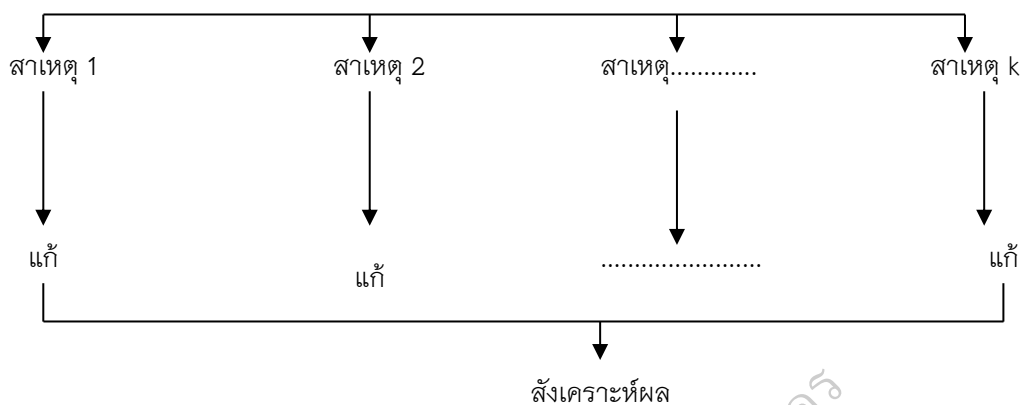 สาเหตุ 1 สาเหตุ 2 สาเหตุ............. สาเหตุ k
แก้ แก้ ........................ แก้
สังเคราะห์ผล